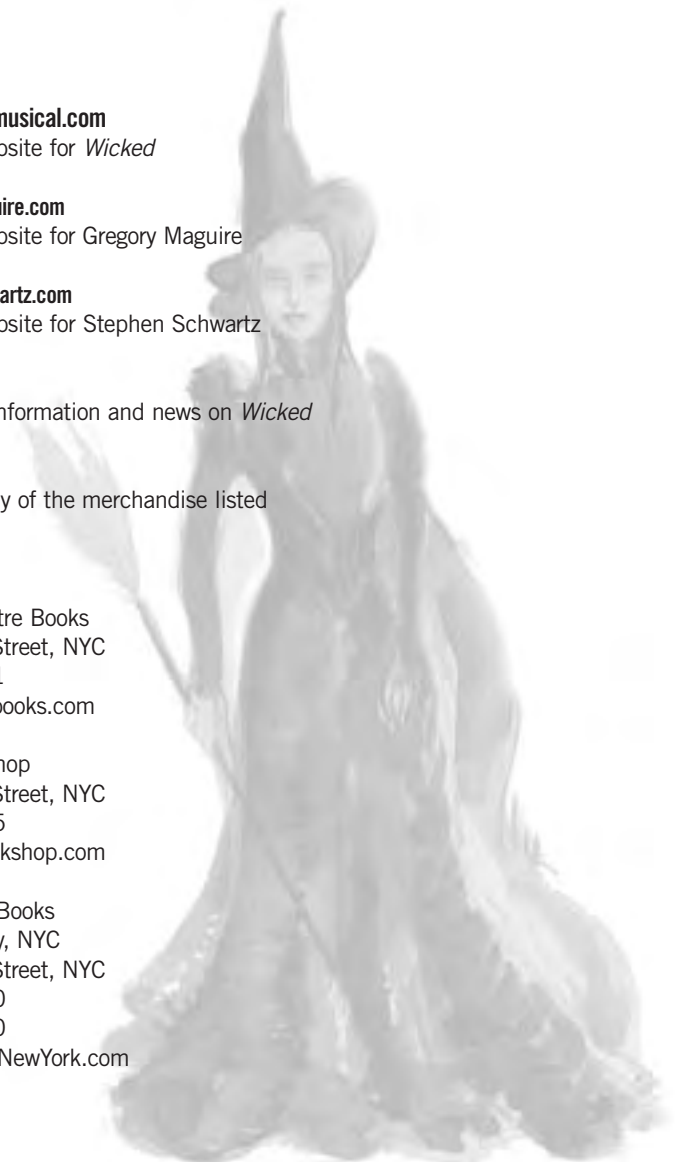 musical.com
bsite for Wicked
uire.com
bsite for Gregory Maguire
artz.com
bsite for Stephen Schwartz
nformation and news on Wicked
y of the merchandise listed
tre Books
Street, NYC
1
books.com
hop
Street, NYC
5
kshop.com
Books
y, NYC
Street, NYC
0
0
NewYork.com